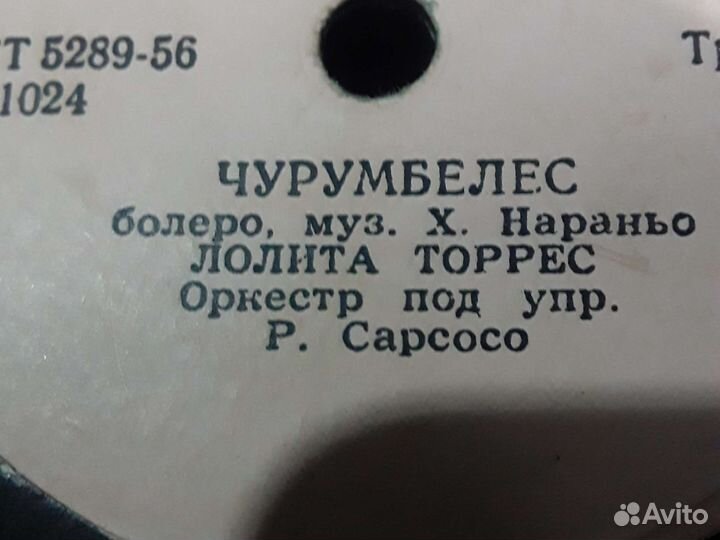 Т 5289-56
1024
ЧУРУМБЕЛЕС
болеро, муз. Х. Нараньо
ЛОЛИТА ТОРРЕС
Оркестр под упр.
Р. Сарсосо
Avito